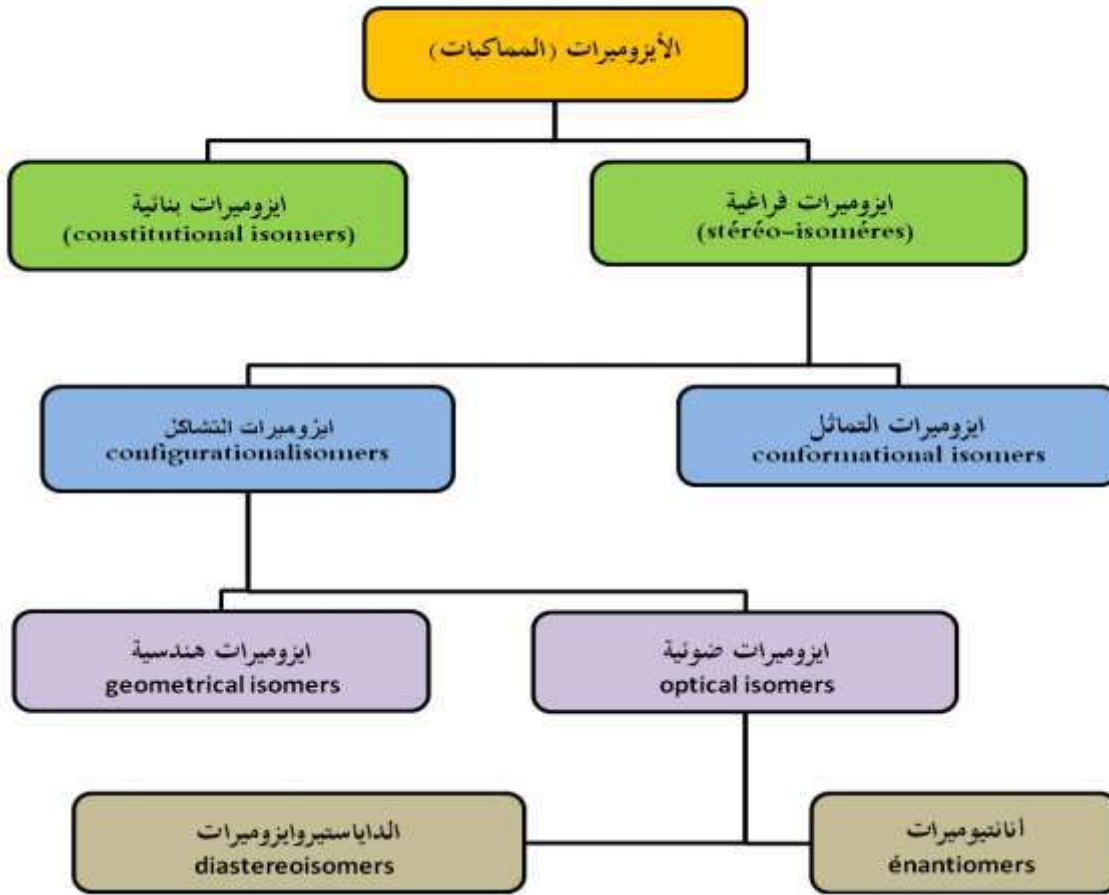 الأيزوميرات (المماكبات)
ايزوميرات فراغية
(stéréo-isoméres)
ايزوميرات بنائية
(constitutional isomers)
ايزوميرات التماثل
conformational isomers
ايزوميرات التشاكل
configurationalisomers
ايزوميرات ضوئية
optical isomers
ايزوميرات هندسية
geometrical isomers
أنانتيوميرات
énantiomers
الداياستيروايزوميرات
diastereoisomers